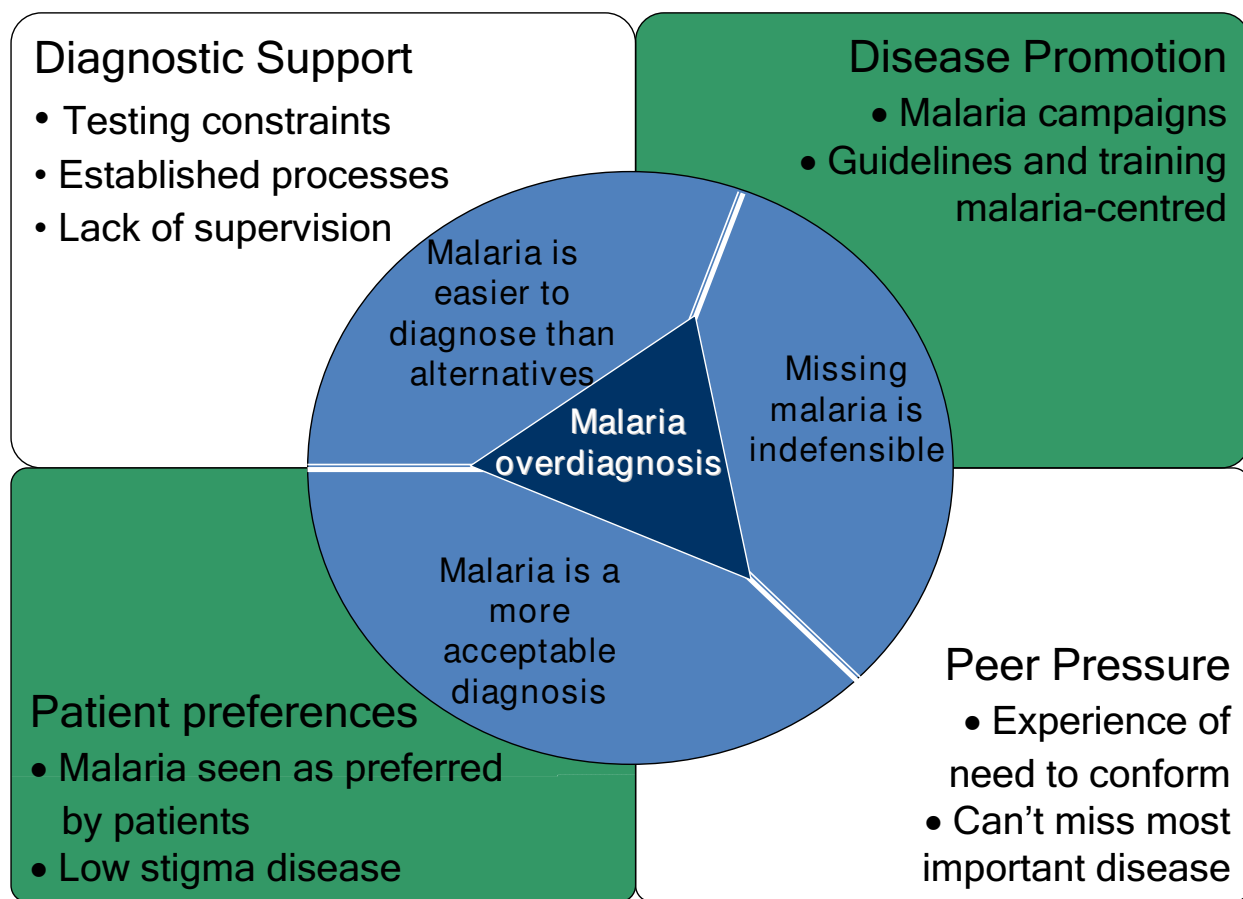 Diagnostic Support
• Testing constraints
• Established processes
• Lack of supervision
Disease Promotion
• Malaria campaigns
• Guidelines and training
malaria-centred
Malaria is
easier to
diagnose than
alternatives
Missing
malaria is
indefensible
Malaria
overdiagnosis
Malaria is a
more
acceptable
diagnosis
Patient preferences
• Malaria seen as preferred
by patients
• Low stigma disease
Peer Pressure
• Experience of
need to conform
• Can't miss most
important disease